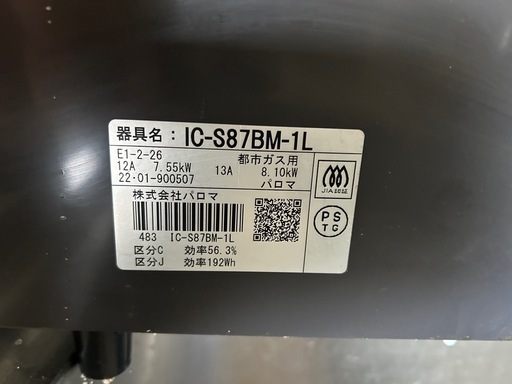 器具名： IC-S87BM-1L
E1-2-26 都市ガス用
12A 7.55kW 13A 8.10kW
22·01-900507 パロマ
株式会社パロマ
483 IC-S87BM-1L
区分C 効率56.3%
区分J 効率192Wh
JIA認証
PS
TG